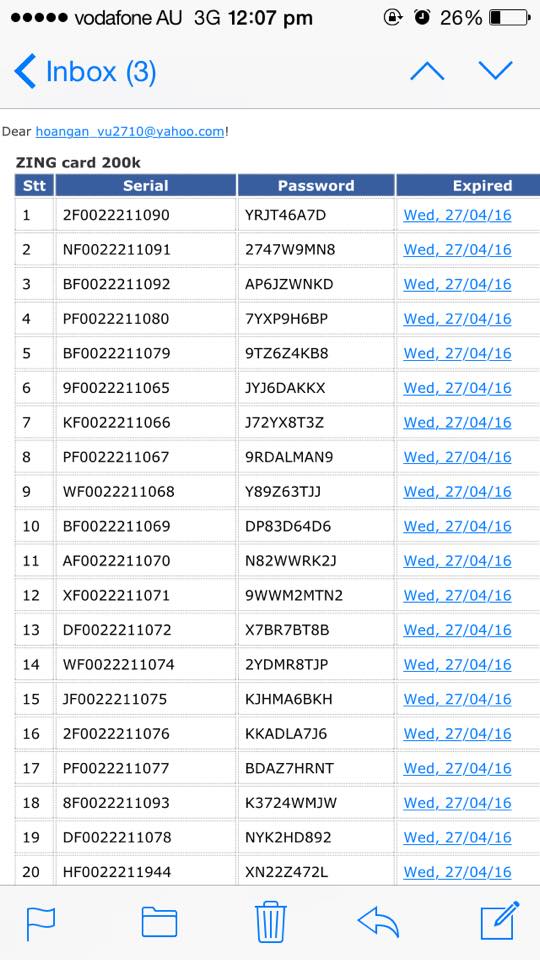 vodafone AU 3G 12:07 pm 26%
Inbox (3)
Dear hoangan_vu2710@yahoo.com!
ZING card 200k
Stt Serial Password Expired
1 2F0022211090 YRJT46A7D Wed, 27/04/16
2 NF0022211091 2747W9MN8 Wed, 27/04/16
3 BF0022211092 AP6JZWNKD Wed, 27/04/16
4 PF0022211080 7YXP9H6BP Wed, 27/04/16
5 BF0022211079 9TZ6Z4KB8 Wed, 27/04/16
6 9F0022211065 JYJ6DAKKX Wed, 27/04/16
7 KF0022211066 J72YX8T3Z Wed, 27/04/16
8 PF0022211067 9RDALMAN9 Wed, 27/04/16
9 WF0022211068 Y89Z63TJJ Wed, 27/04/16
10 BF0022211069 DP83D64D6 Wed, 27/04/16
11 AF0022211070 N82WWRK2J Wed, 27/04/16
12 XF0022211071 9WWM2MTN2 Wed, 27/04/16
13 DF0022211072 X7BR7BT8B Wed, 27/04/16
14 WF0022211074 2YDMR8TJP Wed, 27/04/16
15 JF0022211075 KJHMA6BKH Wed, 27/04/16
16 2F0022211076 KKADLA7J6 Wed, 27/04/16
17 PF0022211077 BDAZ7HRNT Wed, 27/04/16
18 8F0022211093 K3724WMJW Wed, 27/04/16
19 DF0022211078 NYK2HD892 Wed, 27/04/16
20 HF0022211944 XN22Z472L Wed, 27/04/16